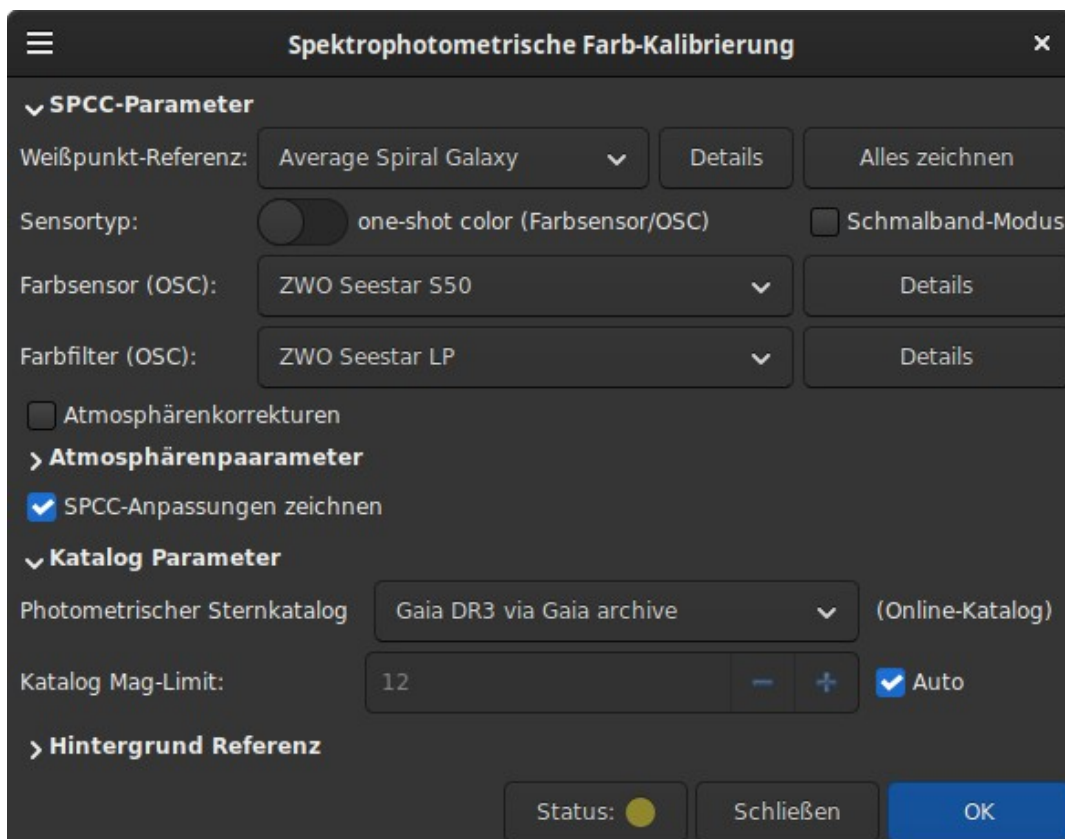 Spektrophotometrische Farb-Kalibrierung
SPCC-Parameter
Weißpunkt-Referenz: Average Spiral Galaxy Details Alles zeichnen
Sensortyp: one-shot color (Farbsensor/OSC) Schmalband-Modus
Farbsensor (OSC): ZWO Seestar S50 Details
Farbfilter (OSC): ZWO Seestar LP Details
Atmosphärenkorrekturen
Atmosphärenpaarameter
SPCC-Anpassungen zeichnen
Katalog Parameter
Photometrischer Sternkatalog Gaia DR3 via Gaia archive (Online-Katalog)
Katalog Mag-Limit: 12 Auto
Hintergrund Referenz
Status: Schließen OK